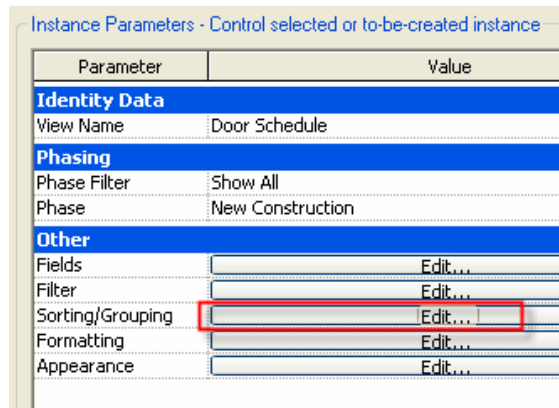 Instance Parameters - Control selected or to-be-created instance
Parameter Value
Identity Data
View Name Door Schedule
Phasing
Phase Filter Show All
Phase New Construction
Other
Fields Edit...
Filter Edit...
Sorting/Grouping Edit...
Formatting Edit...
Appearance Edit...